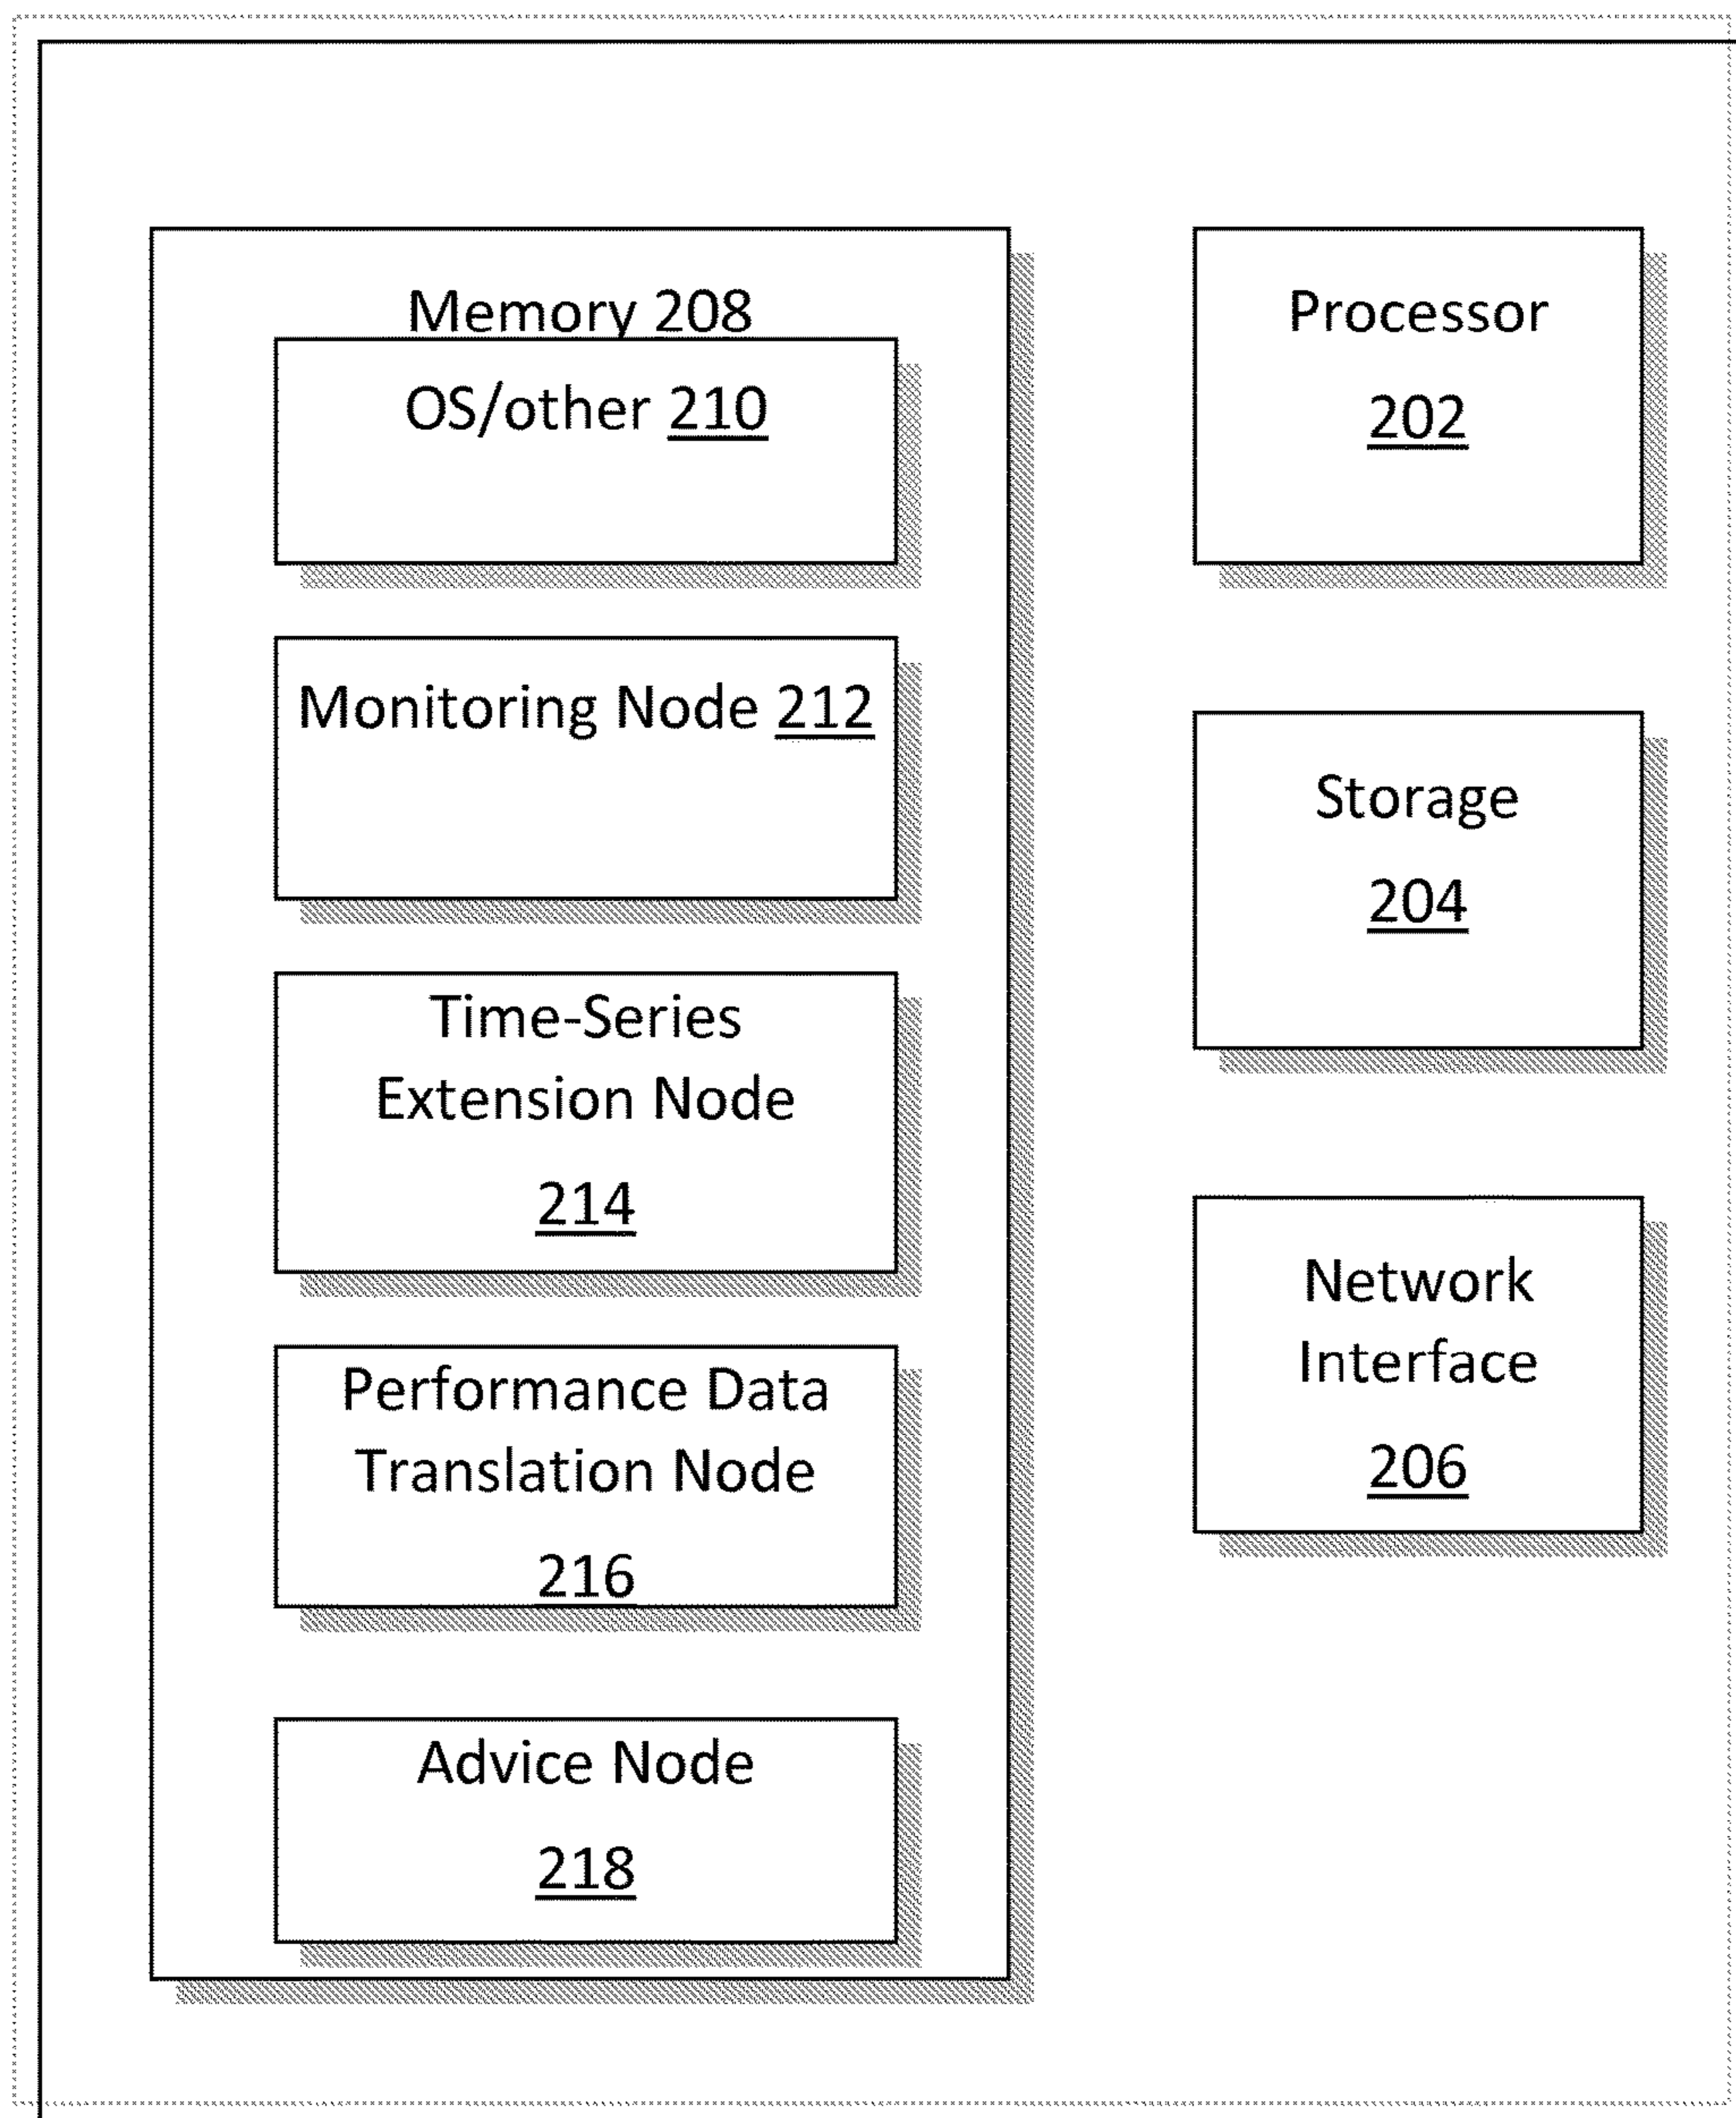 Memory 208
OS/other 210
Monitoring Node 212
Time-Series
Extension Node
214
Performance Data
Translation Node
216
Advice Node
218
Processor
202
Storage
204
Network
Interface
206